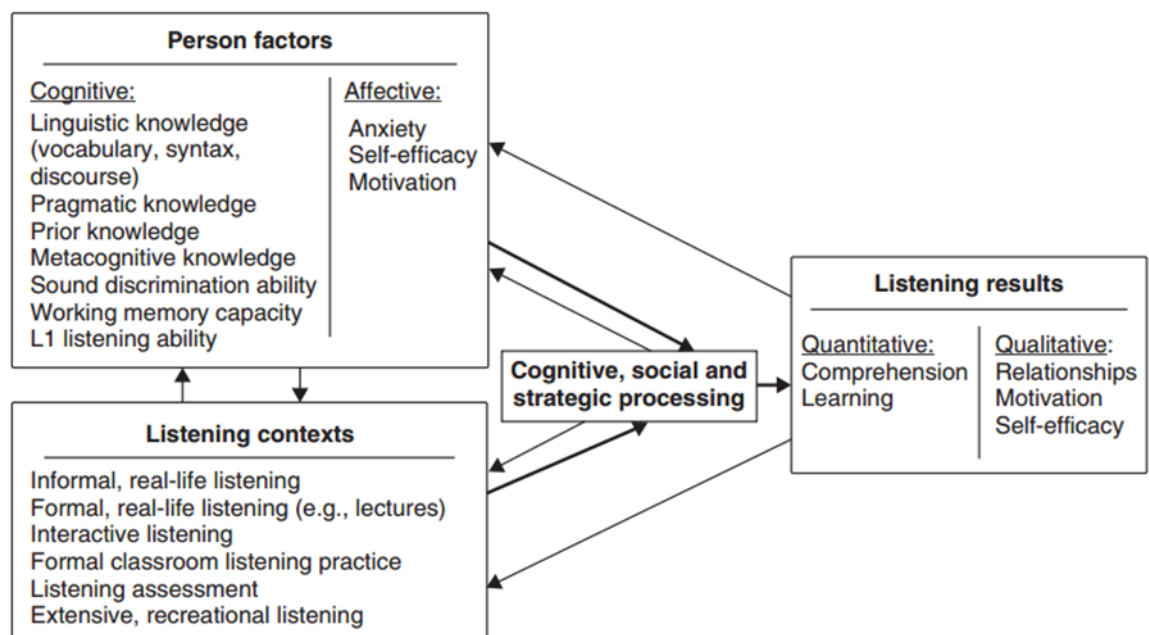 Person factors
Cognitive:
Linguistic knowledge
(vocabulary, syntax,
discourse)
Pragmatic knowledge
Prior knowledge
Metacognitive knowledge
Sound discrimination ability
Working memory capacity
L1 listening ability
Affective:
Anxiety
Self-efficacy
Motivation
Listening contexts
Informal, real-life listening
Formal, real-life listening (e.g., lectures)
Interactive listening
Formal classroom listening practice
Listening assessment
Extensive, recreational listening
Cognitive, social and
strategic processing
Listening results
Quantitative:
Comprehension
Learning
Qualitative:
Relationships
Motivation
Self-efficacy